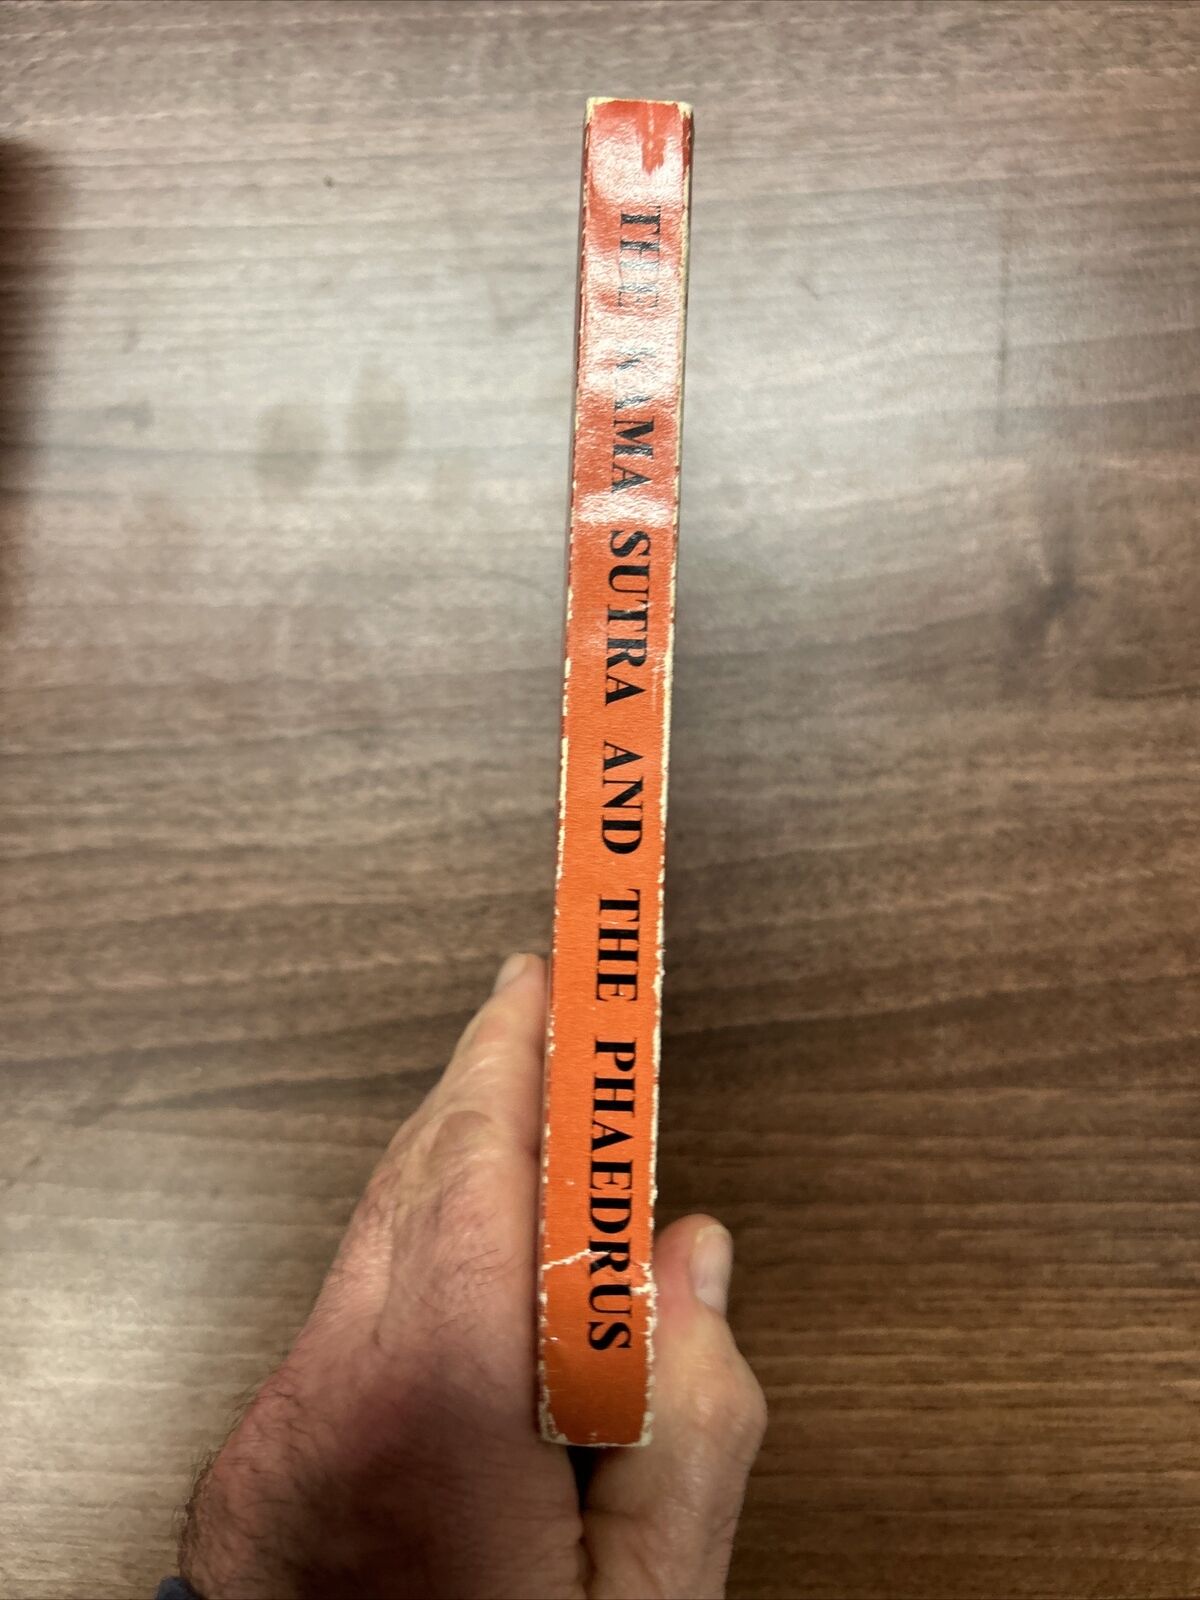 THE KAMA SUTRA AND THE PHAEDRUS